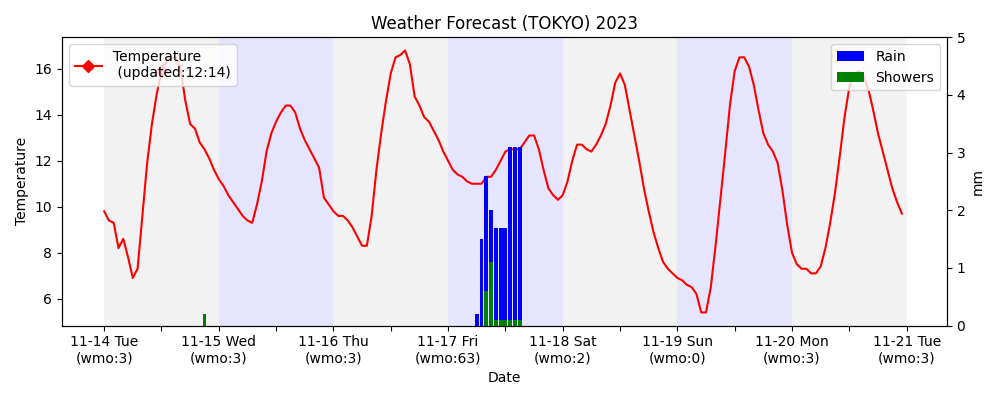 Weather Forecast (TOKYO) 2023
Temperature
(updated:12:14)
Rain
Showers
Temperature
16
14
12
10
8
6
5
4
3
2
1
0
mm
11-14 Tue
(wmo:3)
11-15 Wed
(wmo:3)
11-16 Thu
(wmo:3)
11-17 Fri
(wmo:63)
11-18 Sat
(wmo:2)
11-19 Sun
(wmo:0)
11-20 Mon
(wmo:3)
11-21 Tue
(wmo:3)
Date